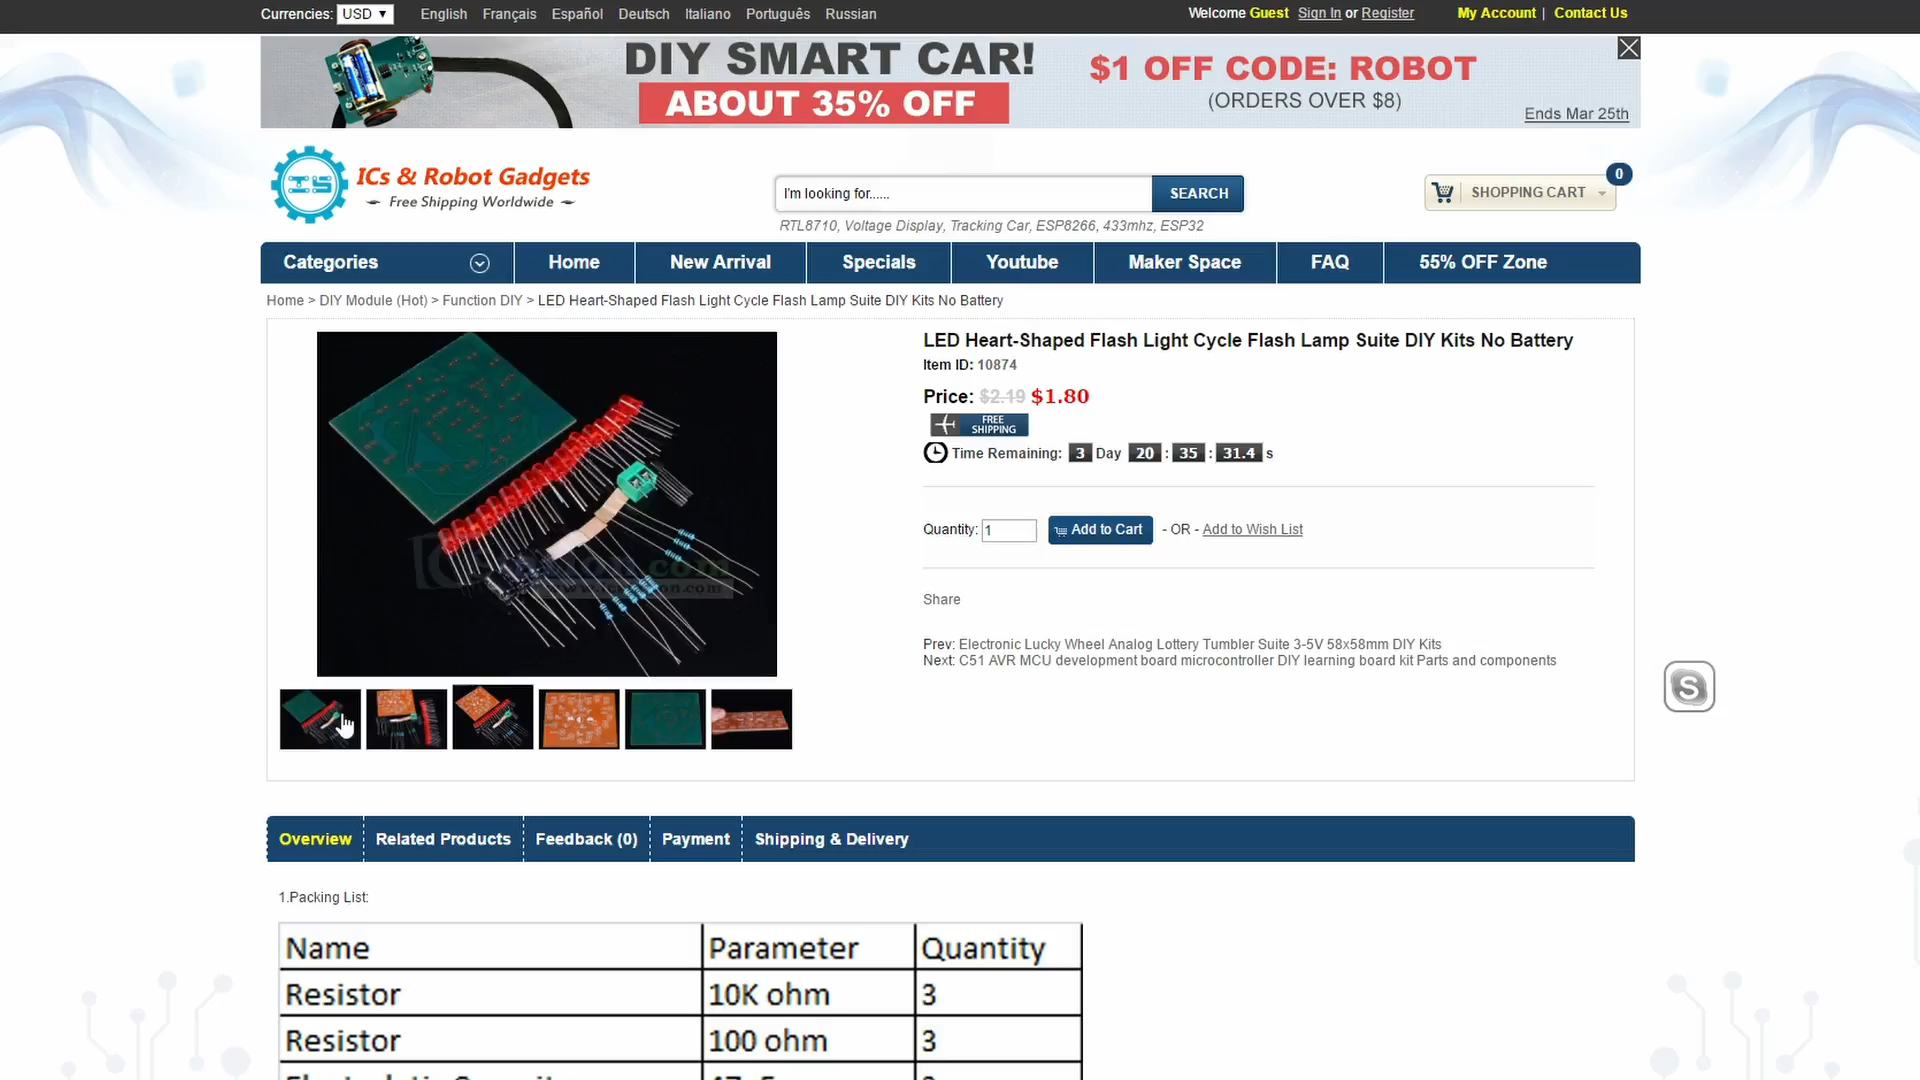 Currencies: USD English Français Español Deutsch Italiano Português Russian Welcome Guest Sign In or Register My Account | Contact Us
DIY SMART CAR!
ABOUT 35% OFF
$1 OFF CODE: ROBOT
(ORDERS OVER $8)
Ends Mar 25th
ICs & Robot Gadgets
Free Shipping Worldwide
I'm looking for...... SEARCH
RTL8710, Voltage Display, Tracking Car, ESP8266, 433mhz, ESP32
SHOPPING CART 0
Categories Home New Arrival Specials Youtube Maker Space FAQ 55% OFF Zone
Home > DIY Module (Hot) > Function DIY > LED Heart-Shaped Flash Light Cycle Flash Lamp Suite DIY Kits No Battery
LED Heart-Shaped Flash Light Cycle Flash Lamp Suite DIY Kits No Battery
Item ID: 10874
Price: $2.19 $1.80
FREE
SHIPPING
Time Remaining: 3 Day 20 : 35 : 31.4 s
Quantity: 1 Add to Cart - OR - Add to Wish List
Share
Prev: Electronic Lucky Wheel Analog Lottery Tumbler Suite 3-5V 58x58mm DIY Kits
Next: C51 AVR MCU development board microcontroller DIY learning board kit Parts and components
Overview Related Products Feedback (0) Payment Shipping & Delivery
1.Packing List:
Name Parameter Quantity
Resistor 10K ohm 3
Resistor 100 ohm 3